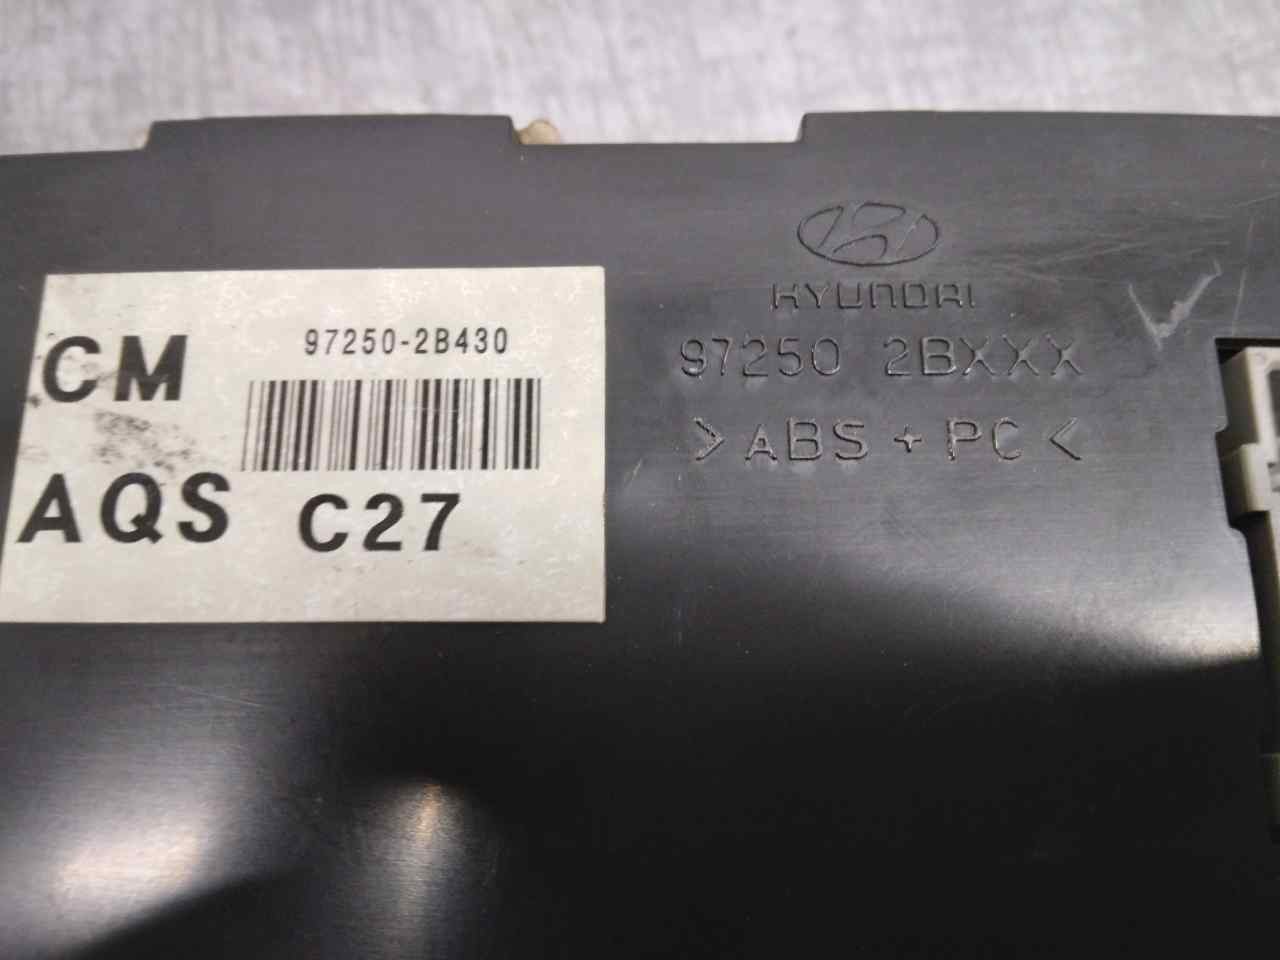 CM 97250-2B430
AQS C27
HYUNDAI
97250 2BXXX
>ABS + PC<